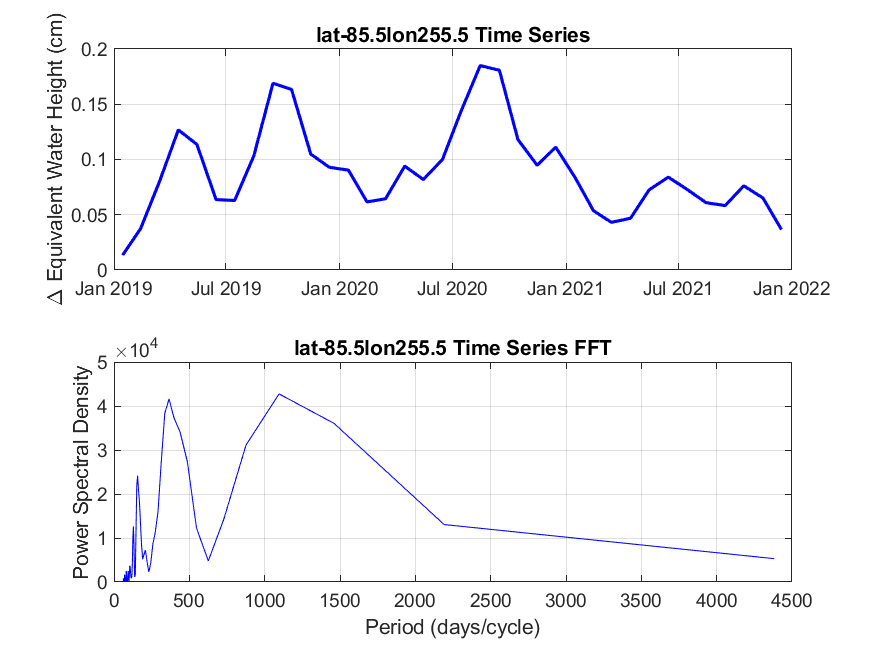 lat-85.5lon255.5 Time Series
Δ Equivalent Water Height (cm)
0.2
0.15
0.1
0.05
0
Jan 2019 Jul 2019 Jan 2020 Jul 2020 Jan 2021 Jul 2021 Jan 2022
lat-85.5lon255.5 Time Series FFT
×10⁴
Power Spectral Density
5
4
3
2
1
0
0 500 1000 1500 2000 2500 3000 3500 4000 4500
Period (days/cycle)